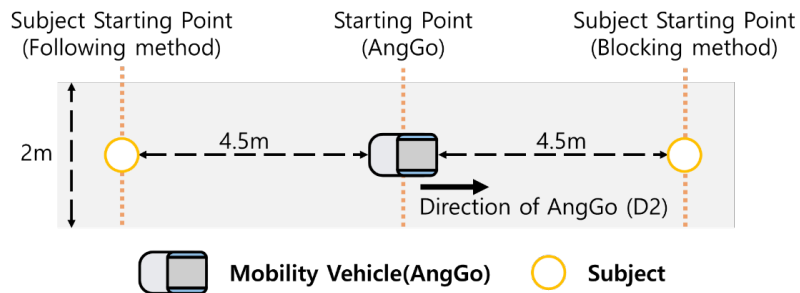 Subject Starting Point
(Following method)
Starting Point
(AngGo)
Subject Starting Point
(Blocking method)
2m
4.5m
4.5m
Direction of AngGo (D2)
Mobility Vehicle(AngGo)
Subject